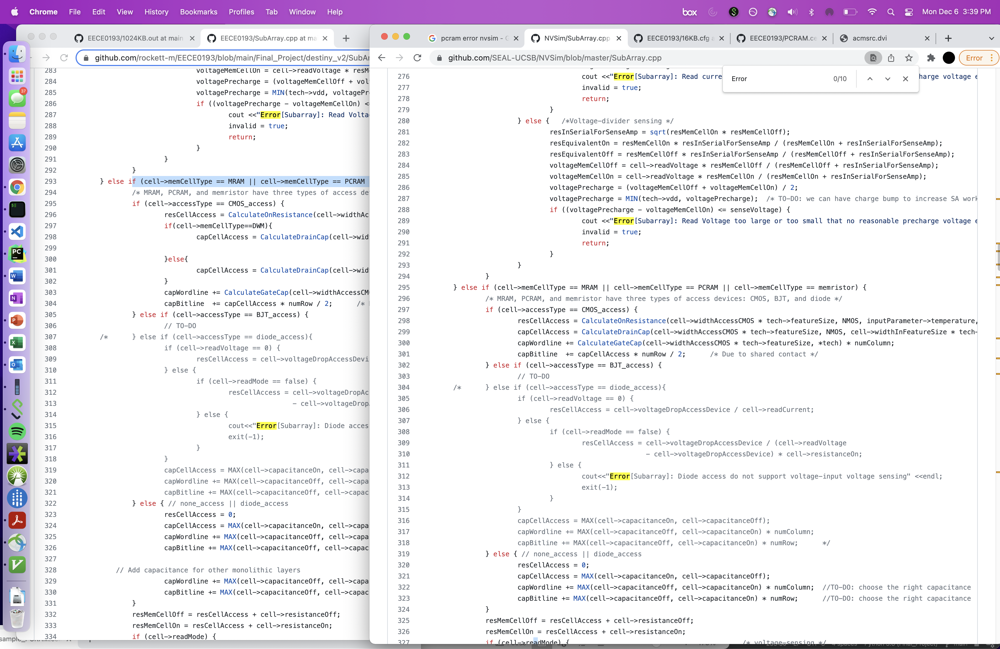 Chrome File Edit View History Bookmarks Profiles Tab Window Help box Mon Dec 6 3:39 PM
EECE0193/1024KB.out at main
EECE0193/SubArray.cpp at ma
github.com/rockett-m/EECE0193/blob/main/Final_Project/destiny_v2/SubAr
37
283 voltageMemCellOn = cell->readVoltage * resM
284 voltagePrecharge = (voltageMemCellOff + vol
285 voltagePrecharge = MIN(tech->vdd, voltagePr
286 if ((voltagePrecharge - voltageMemCellOn) <
287 cout <<"Error[Subarray]: Read Volta
288 invalid = true;
289 return;
290 }
291 }
292 }
293 } else if (cell->memCellType == MRAM || cell->memCellType == PCRAM
294 /* MRAM, PCRAM, and memristor have three types of access de
295 if (cell->accessType == CMOS_access) {
296 resCellAccess = CalculateOnResistance(cell->widthAc
297 if(cell->memCellType==DWM){
298 capCellAccess = CalculateDrainCap(cell->wid
299
300 }else{
301 capCellAccess = CalculateDrainCap(cell->wid
302 }
303 capWordline += CalculateGateCap(cell->widthAccessCM
304 capBitline  += capCellAccess * numRow / 2; /*
305 } else if (cell->accessType == BJT_access) {
306 // TO-DO
307 /* } else if (cell->accessType == diode_access){
308 if (cell->readVoltage == 0) {
309 resCellAccess = cell->voltageDropAccessDevi
310 } else {
311 if (cell->readMode == false) {
312 resCellAccess = cell->voltageDropAc
313 - cell->voltageDrop
314 } else {
315 cout<<"Error[Subarray]: Diode acces
316 exit(-1);
317 }
318 }
319 capCellAccess = MAX(cell->capacitanceOn, cell->capa
320 capWordline += MAX(cell->capacitanceOff, cell->capa
321 capBitline += MAX(cell->capacitanceOff, cell->capac
322 } else { // none_access || diode_access
323 resCellAccess = 0;
324 capCellAccess = MAX(cell->capacitanceOn, cell->capa
325 capWordline += MAX(cell->capacitanceOff, cell->capa
326 capBitline += MAX(cell->capacitanceOff, cell->capac
327
328 // Add capacitance for other monolithic layers
329 capWordline += MAX(cell->capacitanceOff, cell->capa
330 capBitline += MAX(cell->capacitanceOff, cell->capac
331 }
332 resMemCellOff = resCellAccess + cell->resistanceOff;
333 resMemCellOn = resCellAccess + cell->resistanceOn;
334 if (cell->readMode) {
pcram error nvsim - G
NVSim/SubArray.cpp
EECE0193/16KB.cfg a
EECE0193/PCRAM.ce
acmsrc.dvi
github.com/SEAL-UCSB/NVSim/blob/master/SubArray.cpp
Error
Error 0/10
276 cout <<"Error[Subarray]: Read curre harge voltage e
277 invalid = true;
278 return;
279 }
280 } else { /*Voltage-divider sensing */
281 resInSerialForSenseAmp = sqrt(resMemCellOn * resMemCellOff);
282 resEquivalentOn = resMemCellOn * resInSerialForSenseAmp / (resMemCellOn + resInSerialForSenseAmp);
283 resEquivalentOff = resMemCellOff * resInSerialForSenseAmp / (resMemCellOff + resInSerialForSenseAmp);
284 voltageMemCellOff = cell->readVoltage * resMemCellOff / (resMemCellOff + resInSerialForSenseAmp);
285 voltageMemCellOn = cell->readVoltage * resMemCellOn / (resMemCellOn + resInSerialForSenseAmp);
286 voltagePrecharge = (voltageMemCellOff + voltageMemCellOn) / 2;
287 voltagePrecharge = MIN(tech->vdd, voltagePrecharge); /* TO-DO: we can have charge bump to increase SA work
288 if ((voltagePrecharge - voltageMemCellOn) <= senseVoltage) {
289 cout <<"Error[Subarray]: Read Voltage too large or too small that no reasonable precharge voltage e
290 invalid = true;
291 return;
292 }
293 }
294 }
295 } else if (cell->memCellType == MRAM || cell->memCellType == PCRAM || cell->memCellType == memristor) {
296 /* MRAM, PCRAM, and memristor have three types of access devices: CMOS, BJT, and diode */
297 if (cell->accessType == CMOS_access) {
298 resCellAccess = CalculateOnResistance(cell->widthAccessCMOS * tech->featureSize, NMOS, inputParameter->temperature,
299 capCellAccess = CalculateDrainCap(cell->widthAccessCMOS * tech->featureSize, NMOS, cell->widthInFeatureSize * tech-
300 capWordline += CalculateGateCap(cell->widthAccessCMOS * tech->featureSize, *tech) * numColumn;
301 capBitline  += capCellAccess * numRow / 2; /* Due to shared contact */
302 } else if (cell->accessType == BJT_access) {
303 // TO-DO
304 /* } else if (cell->accessType == diode_access){
305 if (cell->readVoltage == 0) {
306 resCellAccess = cell->voltageDropAccessDevice / cell->readCurrent;
307 } else {
308 if (cell->readMode == false) {
309 resCellAccess = cell->voltageDropAccessDevice / (cell->readVoltage
310 - cell->voltageDropAccessDevice) * cell->resistanceOn;
311 } else {
312 cout<<"Error[Subarray]: Diode access do not support voltage-input voltage sensing" <<endl;
313 exit(-1);
314 }
315 }
316 capCellAccess = MAX(cell->capacitanceOn, cell->capacitanceOff);
317 capWordline += MAX(cell->capacitanceOff, cell->capacitanceOn) * numColumn;
318 capBitline += MAX(cell->capacitanceOff, cell->capacitanceOn) * numRow; */
319 } else { // none_access || diode_access
320 resCellAccess = 0;
321 capCellAccess = MAX(cell->capacitanceOn, cell->capacitanceOff);
322 capWordline += MAX(cell->capacitanceOff, cell->capacitanceOn) * numColumn; //TO-DO: choose the right capacitance
323 capBitline += MAX(cell->capacitanceOff, cell->capacitanceOn) * numRow; //TO-DO: choose the right capacitance
324 }
325 resMemCellOff = resCellAccess + cell->resistanceOff;
326 resMemCellOn = resCellAccess + cell->resistanceOn;
327 if (cell->readMode) { /* voltage-sensing */